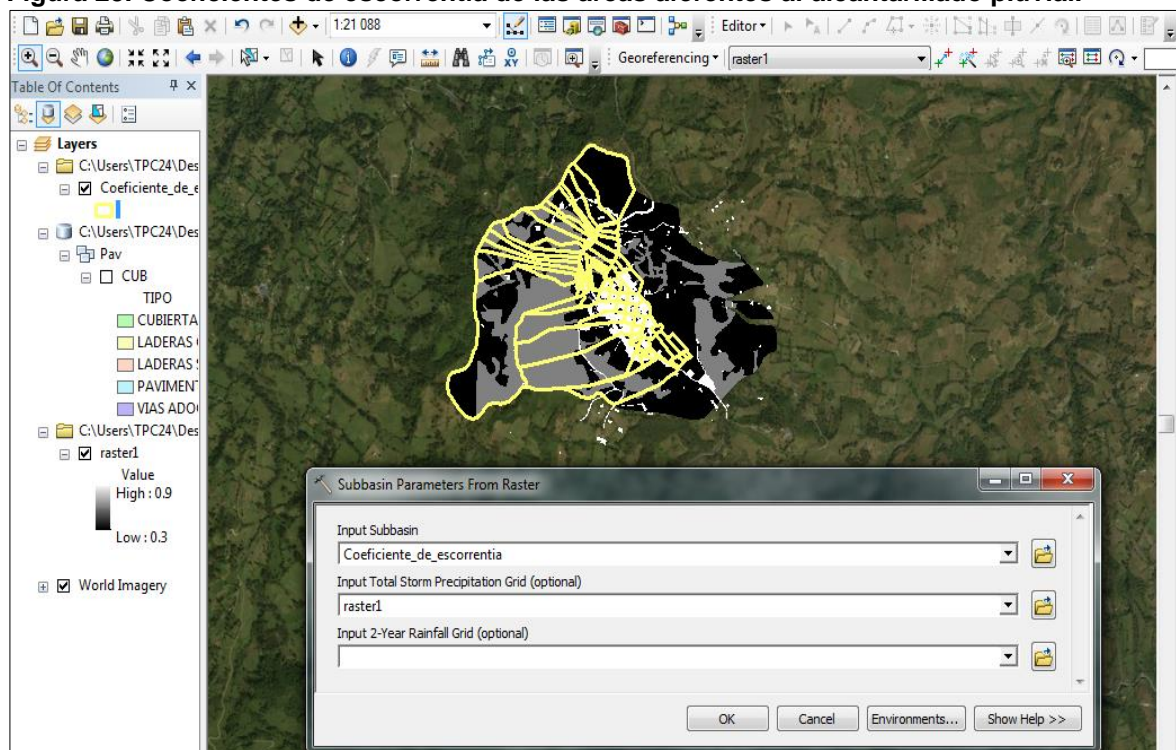 Figura 28. Coeficientes de escorrentía de las áreas aferentes al alcantarillado pluvial.
1:21 088
Editor
Georeferencing
raster1
Table Of Contents
Layers
C:\Users\TPC24\Des
Coeficiente_de_e
C:\Users\TPC24\Des
Pav
CUB
TIPO
CUBIERTA
LADERAS
LADERAS
PAVIMEN
VIAS ADO
C:\Users\TPC24\Des
raster1
Value
High : 0.9
Low : 0.3
World Imagery
Subbasin Parameters From Raster
Input Subbasin
Coeficiente_de_escorrentia
Input Total Storm Precipitation Grid (optional)
raster1
Input 2-Year Rainfall Grid (optional)
OK
Cancel
Environments...
Show Help >>